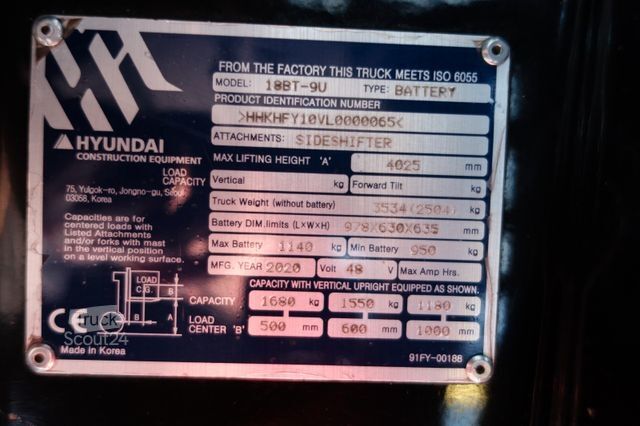 FROM THE FACTORY THIS TRUCK MEETS ISO 6055
MODEL: 18BT-9U TYPE: BATTERY
PRODUCT IDENTIFICATION NUMBER
>HHKHFY10VL0000065<
ATTACHMENTS: SIDESHIFTER
HYUNDAI
CONSTRUCTION EQUIPMENT
75, Yulgok-ro, Jongno-gu, Seoul
03058, Korea
MAX LIFTING HEIGHT 'A' 4025 mm
LOAD CAPACITY Vertical kg Forward Tilt kg
Truck Weight (without battery) 3534(2504) kg
Battery DIM.limits (L×W×H) 978X630X635 mm
Max Battery 1140 kg Min Battery 950 kg
MFG. YEAR 2020 Volt 48 V Max Amp Hrs.
Capacities are for
centered loads with
Listed Attachments
and/or forks with mast
in the vertical position
on a level working surface.
CAPACITY WITH VERTICAL UPRIGHT EQUIPPED AS SHOWN.
CAPACITY 1680 kg 1550 kg 1180 kg
LOAD CENTER 'B' 500 mm 600 mm 1000 mm
LOAD
C.G.
B
B
A
CE
truck
Scout24
Made in Korea
91FY-00188